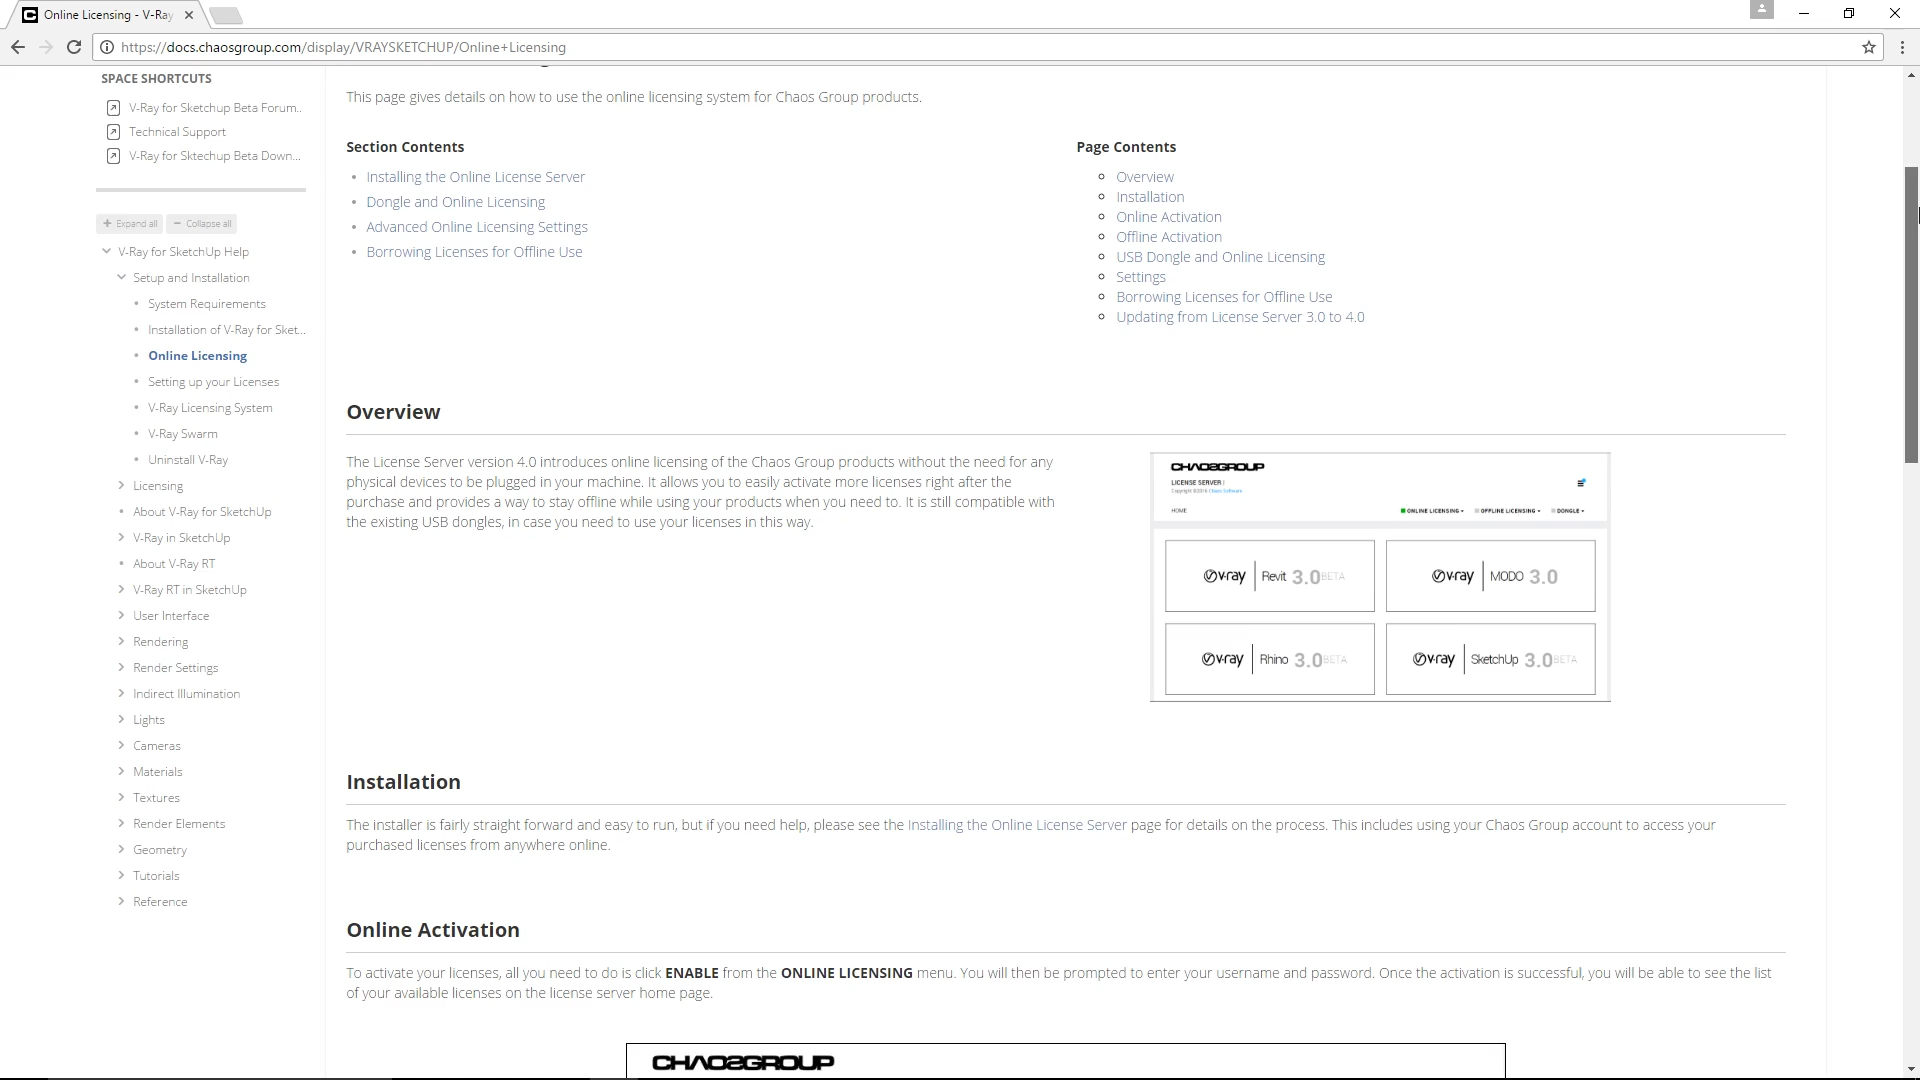 Online Licensing - V-Ray
https://docs.chaosgroup.com/display/VRAYSKETCHUP/Online+Licensing
SPACE SHORTCUTS
V-Ray for Sketchup Beta Forum..
Technical Support
V-Ray for Sktechup Beta Down...
Expand all
Collapse all
V-Ray for SketchUp Help
Setup and Installation
System Requirements
Installation of V-Ray for Sket...
Online Licensing
Setting up your Licenses
V-Ray Licensing System
V-Ray Swarm
Uninstall V-Ray
Licensing
About V-Ray for SketchUp
V-Ray in SketchUp
About V-Ray RT
V-Ray RT in SketchUp
User Interface
Rendering
Render Settings
Indirect Illumination
Lights
Cameras
Materials
Textures
Render Elements
Geometry
Tutorials
Reference
This page gives details on how to use the online licensing system for Chaos Group products.
Section Contents
• Installing the Online License Server
• Dongle and Online Licensing
• Advanced Online Licensing Settings
• Borrowing Licenses for Offline Use
Page Contents
Overview
Installation
Online Activation
Offline Activation
USB Dongle and Online Licensing
Settings
Borrowing Licenses for Offline Use
Updating from License Server 3.0 to 4.0
Overview
The License Server version 4.0 introduces online licensing of the Chaos Group products without the need for any
physical devices to be plugged in your machine. It allows you to easily activate more licenses right after the
purchase and provides a way to stay offline while using your products when you need to. It is still compatible with
the existing USB dongles, in case you need to use your licenses in this way.
CHAOSGROUP
LICENSE SERVER |
Copyright ©2016 Chaos Software
HOME
ONLINE LICENSING
OFFLINE LICENSING
DONGLE
v-ray | Revit 3.0 BETA
v-ray | MODO 3.0
v-ray | Rhino 3.0 BETA
v-ray | SketchUp 3.0 BETA
Installation
The installer is fairly straight forward and easy to run, but if you need help, please see the Installing the Online License Server page for details on the process. This includes using your Chaos Group account to access your
purchased licenses from anywhere online.
Online Activation
To activate your licenses, all you need to do is click ENABLE from the ONLINE LICENSING menu. You will then be prompted to enter your username and password. Once the activation is successful, you will be able to see the list
of your available licenses on the license server home page.
CHAOSGROUP